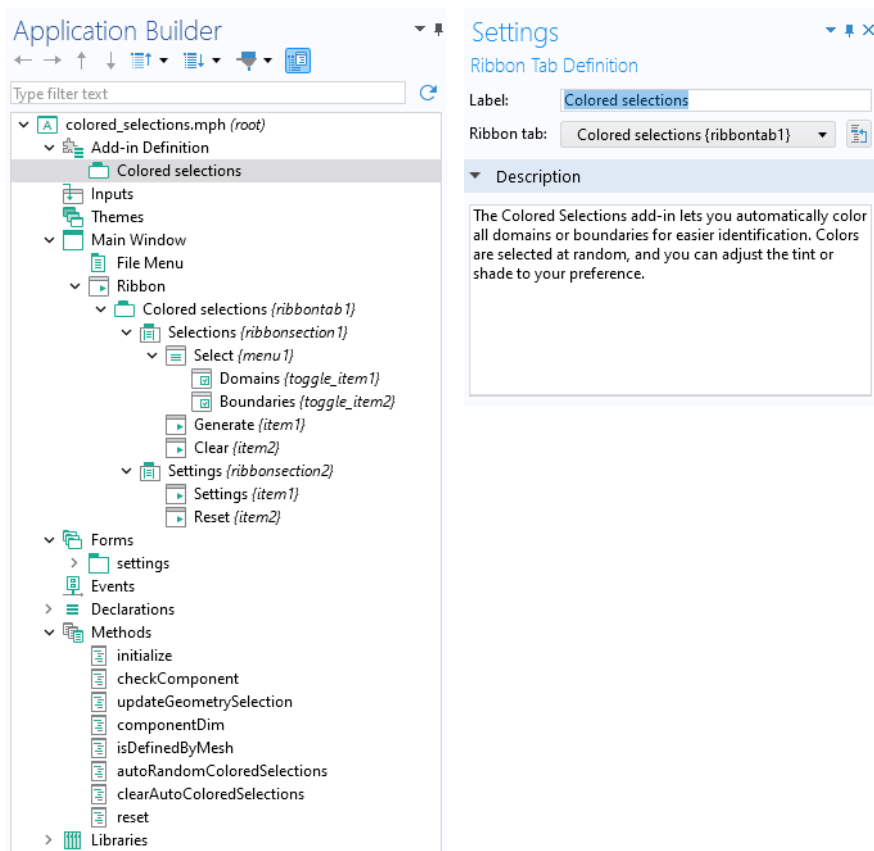 Application Builder
Type filter text
colored_selections.mph (root)
Add-in Definition
Colored selections
Inputs
Themes
Main Window
File Menu
Ribbon
Colored selections {ribbontab1}
Selections {ribbonsection1}
Select {menu1}
Domains {toggle_item1}
Boundaries {toggle_item2}
Generate {item1}
Clear {item2}
Settings {ribbonsection2}
Settings {item1}
Reset {item2}
Forms
settings
Events
Declarations
Methods
initialize
checkComponent
updateGeometrySelection
componentDim
isDefinedByMesh
autoRandomColoredSelections
clearAutoColoredSelections
reset
Libraries
Settings
Ribbon Tab Definition
Label: Colored selections
Ribbon tab: Colored selections {ribbontab1}
Description
The Colored Selections add-in lets you automatically color
all domains or boundaries for easier identification. Colors
are selected at random, and you can adjust the tint or
shade to your preference.